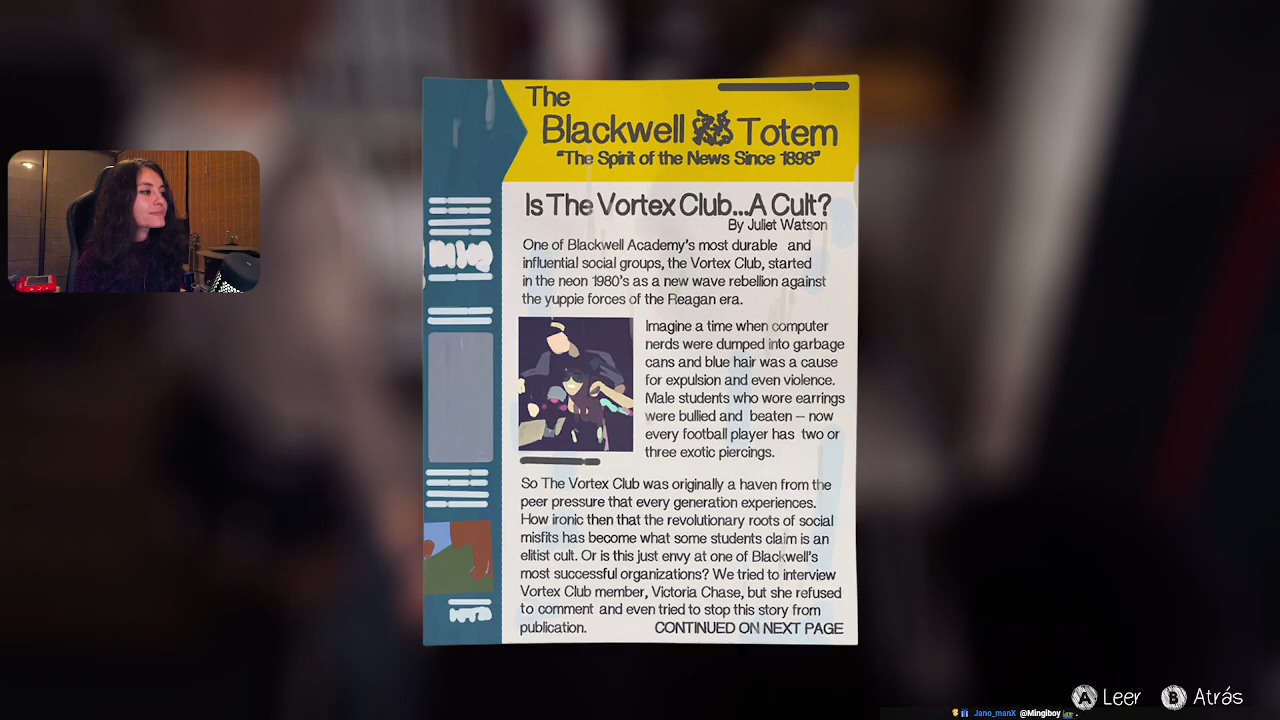 The
Blackwell Totem
"The Spirit of the News Since 1898"
Is The Vortex Club...A Cult?
By Juliet Watson
One of Blackwell Academy's most durable and
influential social groups, the Vortex Club, started
in the neon 1980's as a new wave rebellion against
the yuppie forces of the Reagan era.
Imagine a time when computer
nerds were dumped into garbage
cans and blue hair was a cause
for expulsion and even violence.
Male students who wore earrings
were bullied and beaten – now
every football player has two or
three exotic piercings.
So The Vortex Club was originally a haven from the
peer pressure that every generation experiences.
How ironic then that the revolutionary roots of social
misfits has become what some students claim is an
elitist cult. Or is this just envy at one of Blackwell's
most successful organizations? We tried to interview
Vortex Club member, Victoria Chase, but she refused
to comment and even tried to stop this story from
publication.
CONTINUED ON NEXT PAGE
A Leer B Atrás
Jano_manX @Mingiboy